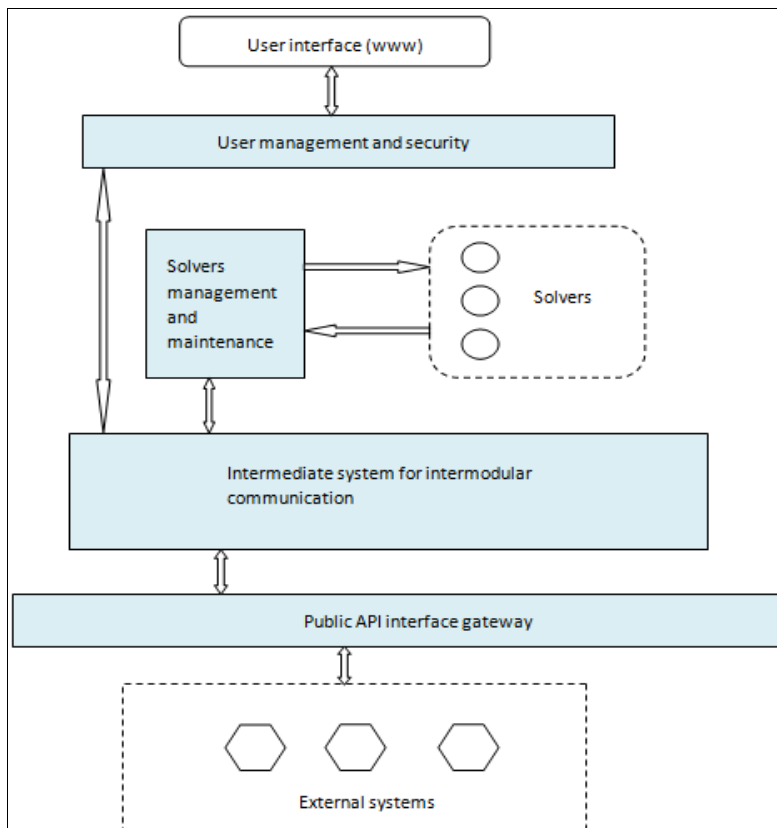 User interface (www)
User management and security
Solvers
management
and
maintenance
Solvers
Intermediate system for intermodular
communication
Public API interface gateway
External systems